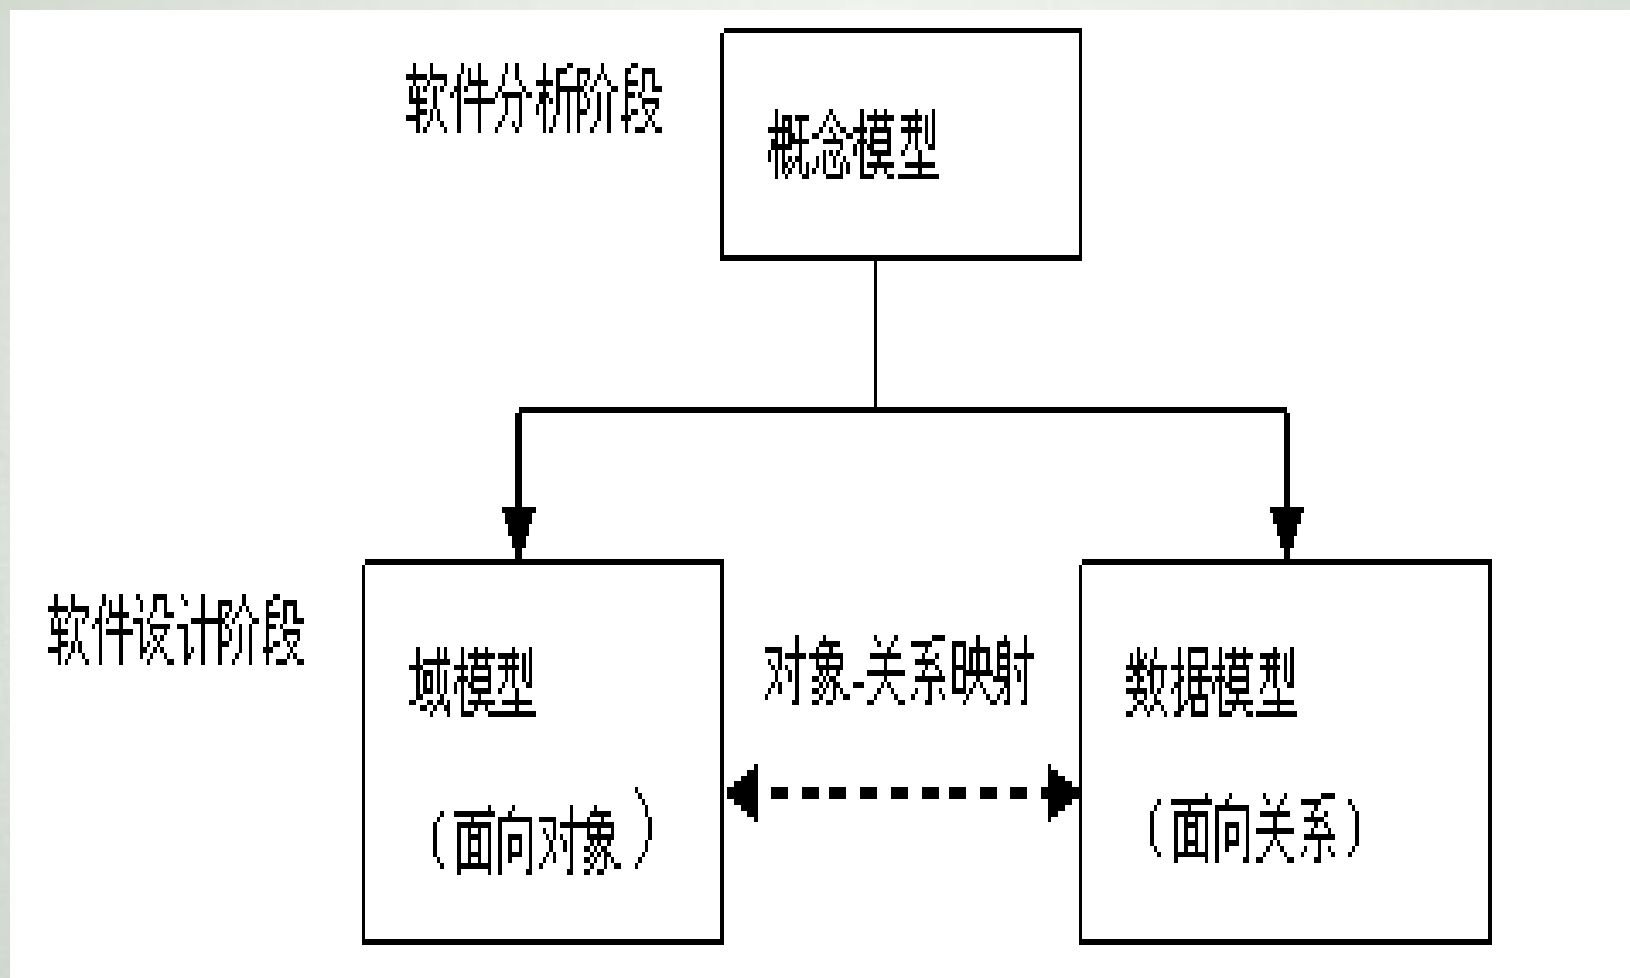 软件分析阶段
概念模型
软件设计阶段
域模型
（面向对象）
对象-关系映射
数据模型
（面向关系）